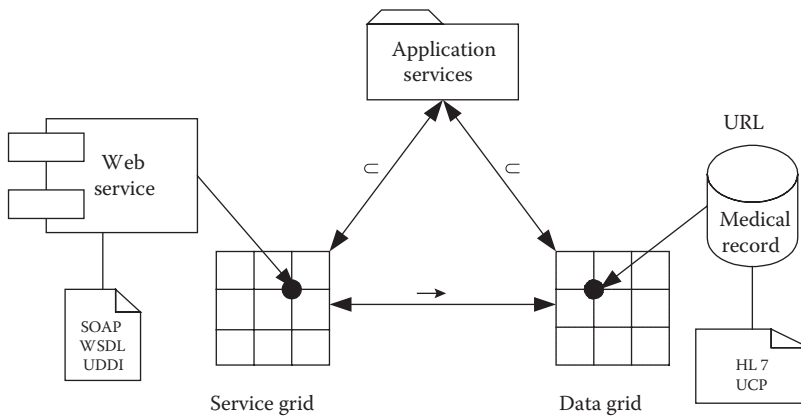 Application
services
URL
Web
service
⊂
⊂
Medical
record
SOAP
WSDL
UDDI
HL 7
UCP
Service grid
Data grid